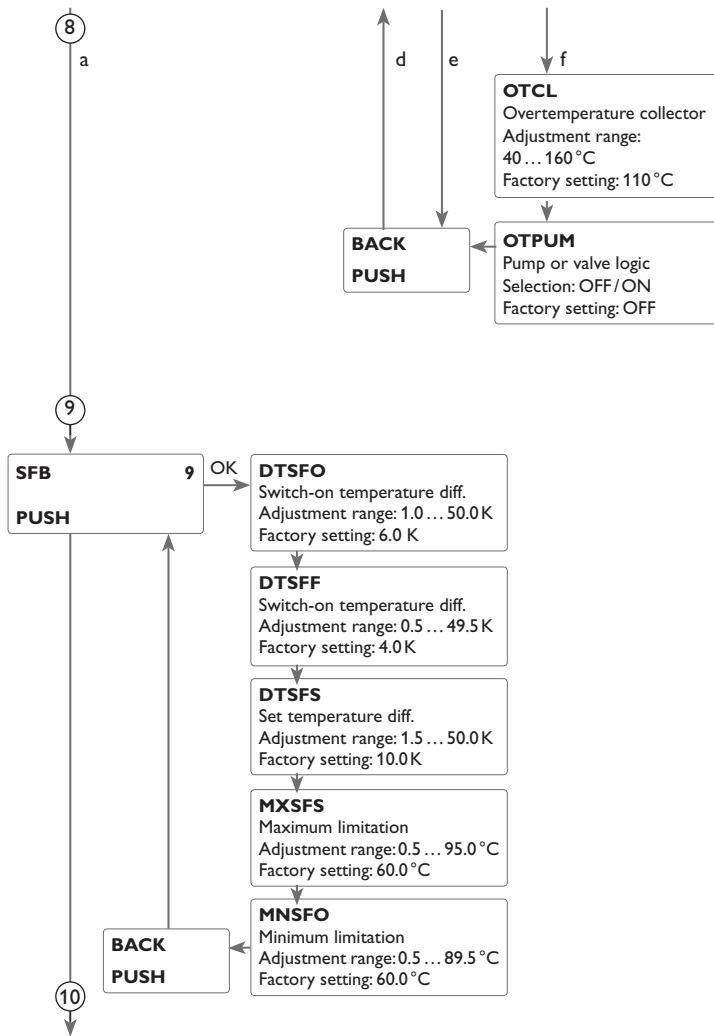 8
a
d
e
f
OTCL
Overtemperature collector
Adjustment range:
40 … 160 °C
Factory setting: 110 °C
BACK
PUSH
OTPUM
Pump or valve logic
Selection: OFF / ON
Factory setting: OFF
9
SFB 9
PUSH
OK
DTSFO
Switch-on temperature diff.
Adjustment range: 1.0 … 50.0 K
Factory setting: 6.0 K
DTSFF
Switch-on temperature diff.
Adjustment range: 0.5 … 49.5 K
Factory setting: 4.0 K
DTSFS
Set temperature diff.
Adjustment range: 1.5 … 50.0 K
Factory setting: 10.0 K
MXSFS
Maximum limitation
Adjustment range: 0.5 … 95.0 °C
Factory setting: 60.0 °C
MNSFO
Minimum limitation
Adjustment range: 0.5 … 89.5 °C
Factory setting: 60.0 °C
BACK
PUSH
10